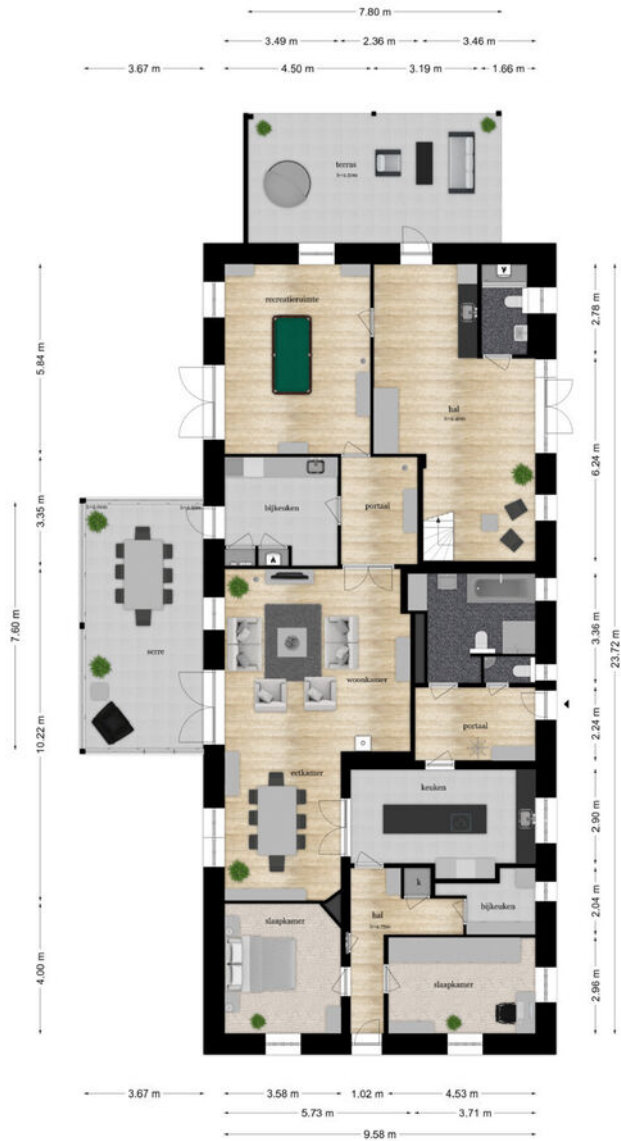 7.80 m
3.49 m 2.36 m 3.46 m
3.67 m 4.50 m 3.19 m 1.66 m
terras
recreatieruimte
hal
bijkeuken
portaal
serre
woonkamer
portaal
eetkamer
keuken
k
slaapkamer
hal
bijkeuken
slaapkamer
5.84 m
3.35 m
7.60 m
10.22 m
4.00 m
2.78 m
6.24 m
3.36 m
23.72 m
2.24 m
2.90 m
2.04 m
2.96 m
3.67 m 3.58 m 1.02 m 4.53 m
5.73 m 3.71 m
9.58 m